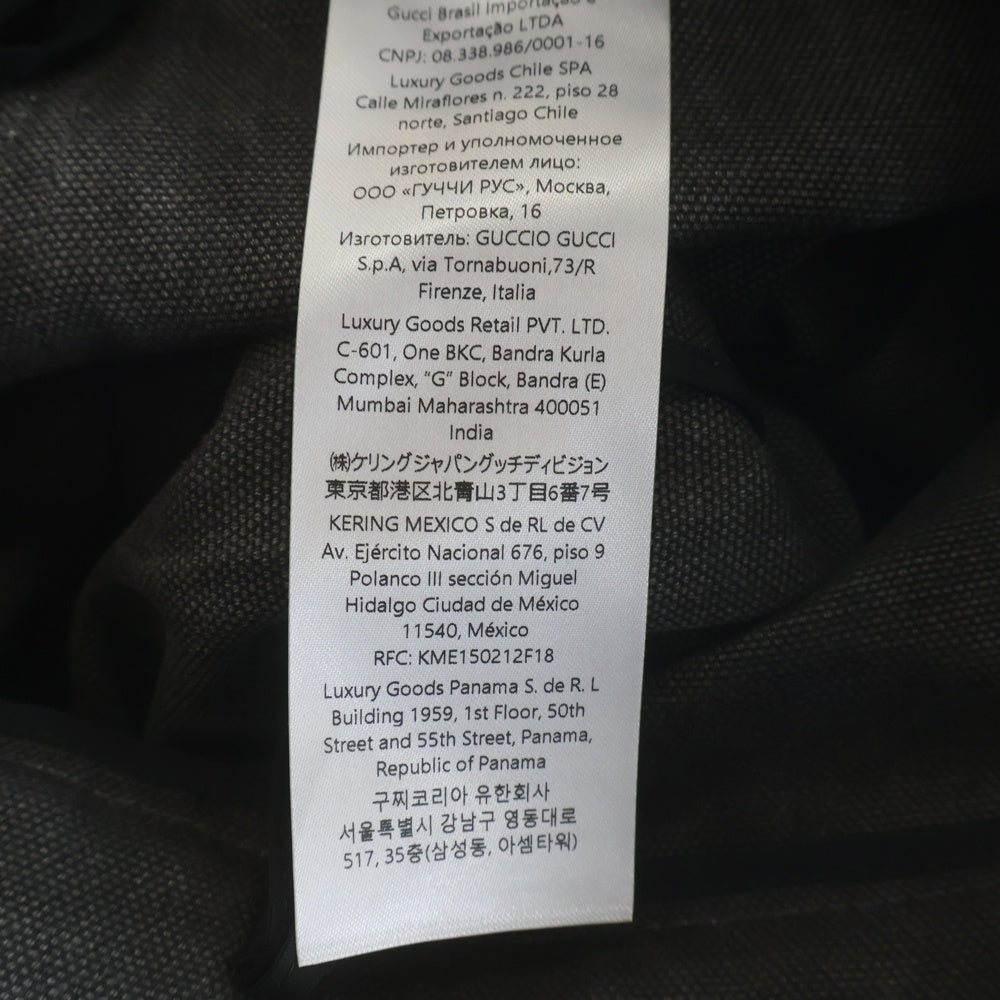 Gucci Brasil Importação e
Exportação LTDA
CNPJ: 08.338.986/0001-16
Luxury Goods Chile SPA
Calle Miraflores n. 222, piso 28
norte, Santiago Chile
Импортер и уполномоченное
изготовителем лицо:
ООО «ГУЧЧИ РУС», Москва,
Петровка, 16
Изготовитель: GUCCIO GUCCI
S.p.A, via Tornabuoni,73/R
Firenze, Italia
Luxury Goods Retail PVT. LTD.
C-601, One BKC, Bandra Kurla
Complex, "G" Block, Bandra (E)
Mumbai Maharashtra 400051
India
(株)ケリングジャパングッチディビジョン
東京都港区北青山3丁目6番7号
KERING MEXICO S de RL de CV
Av. Ejército Nacional 676, piso 9
Polanco III sección Miguel
Hidalgo Ciudad de México
11540, México
RFC: KME150212F18
Luxury Goods Panama S. de R. L
Building 1959, 1st Floor, 50th
Street and 55th Street, Panama,
Republic of Panama
구찌코리아 유한회사
서울특별시 강남구 영동대로
517, 35층(삼성동, 아셈타워)